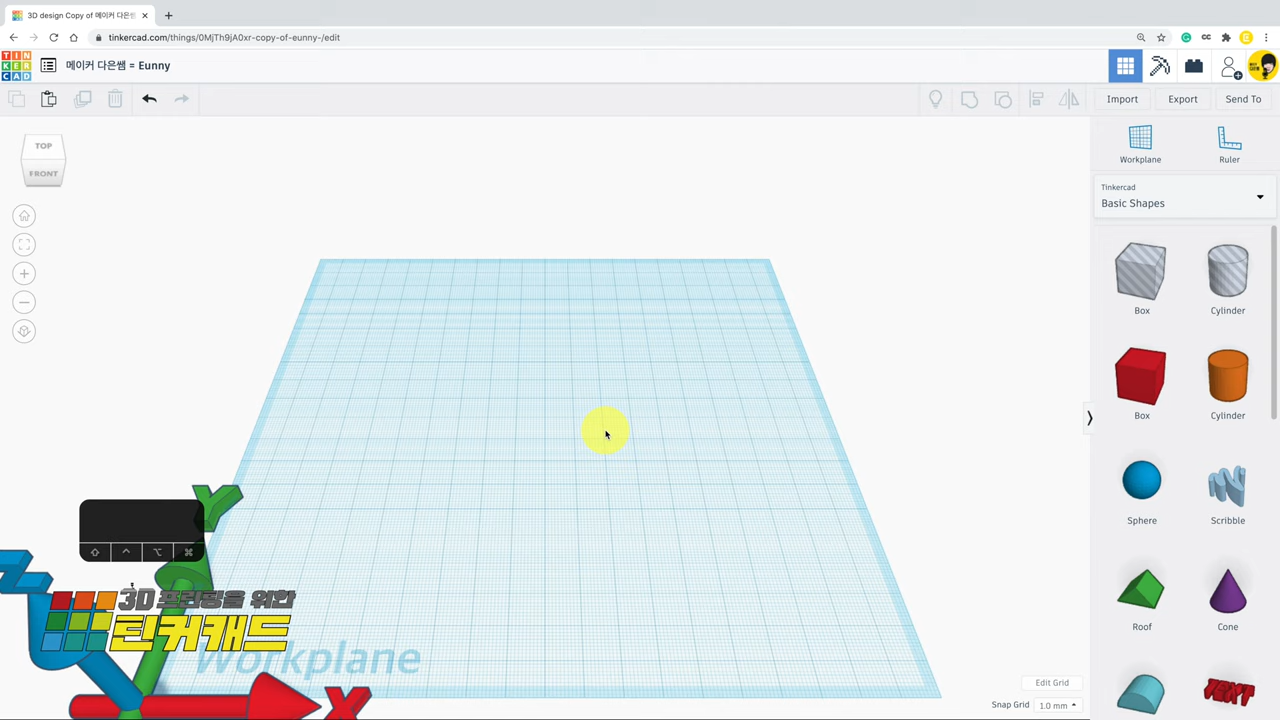 3D design Copy of 메이커 다은쌤
tinkercad.com/things/0MjTh9jA0xr-copy-of-eunny-/edit
TIN
KER
CAD
메이커 다은쌤 = Eunny
Import
Export
Send To
TOP
FRONT
Workplane
Ruler
Tinkercad
Basic Shapes
Box
Cylinder
Box
Cylinder
Sphere
Scribble
Roof
Cone
TEXT
Y
Z
X
3D 프린팅을 위한
틴커캐드
Workplane
Edit Grid
Snap Grid
1.0 mm